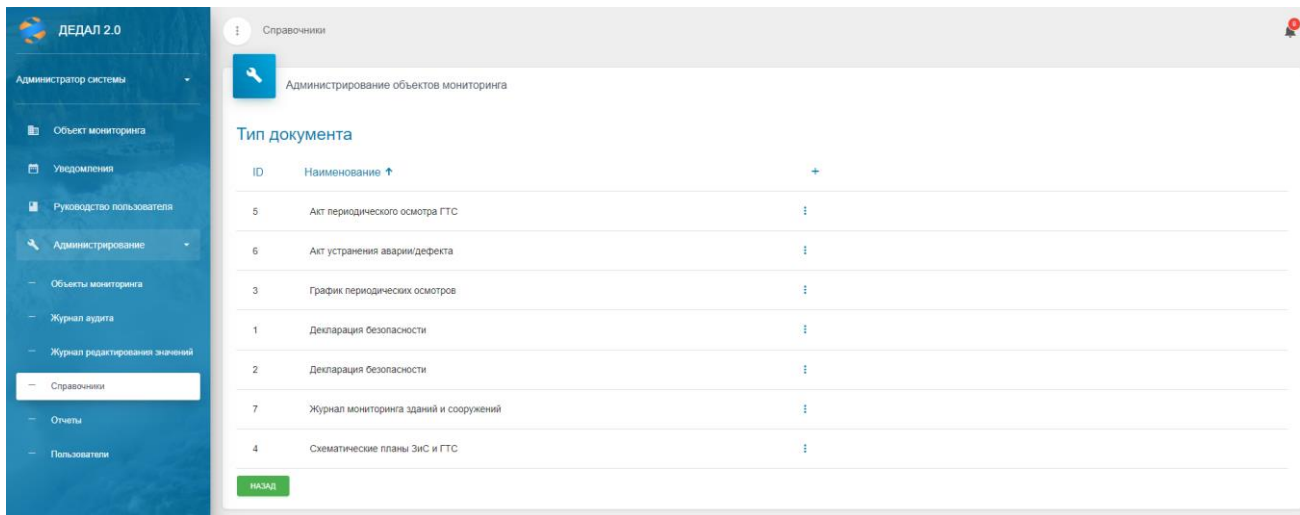 ДЕДАЛ 2.0
Администратор системы
Объект мониторинга
Уведомления
Руководство пользователя
Администрирование
Объекты мониторинга
Журнал аудита
Журнал редактирования значений
Справочники
Отчеты
Пользователи
Справочники
Администрирование объектов мониторинга
Тип документа
ID Наименование ↑ +
5 Акт периодического осмотра ГТС
6 Акт устранения аварии/дефекта
3 График периодических осмотров
1 Декларация безопасности
2 Декларация безопасности
7 Журнал мониторинга зданий и сооружений
4 Схематические планы ЗиС и ГТС
НАЗАД